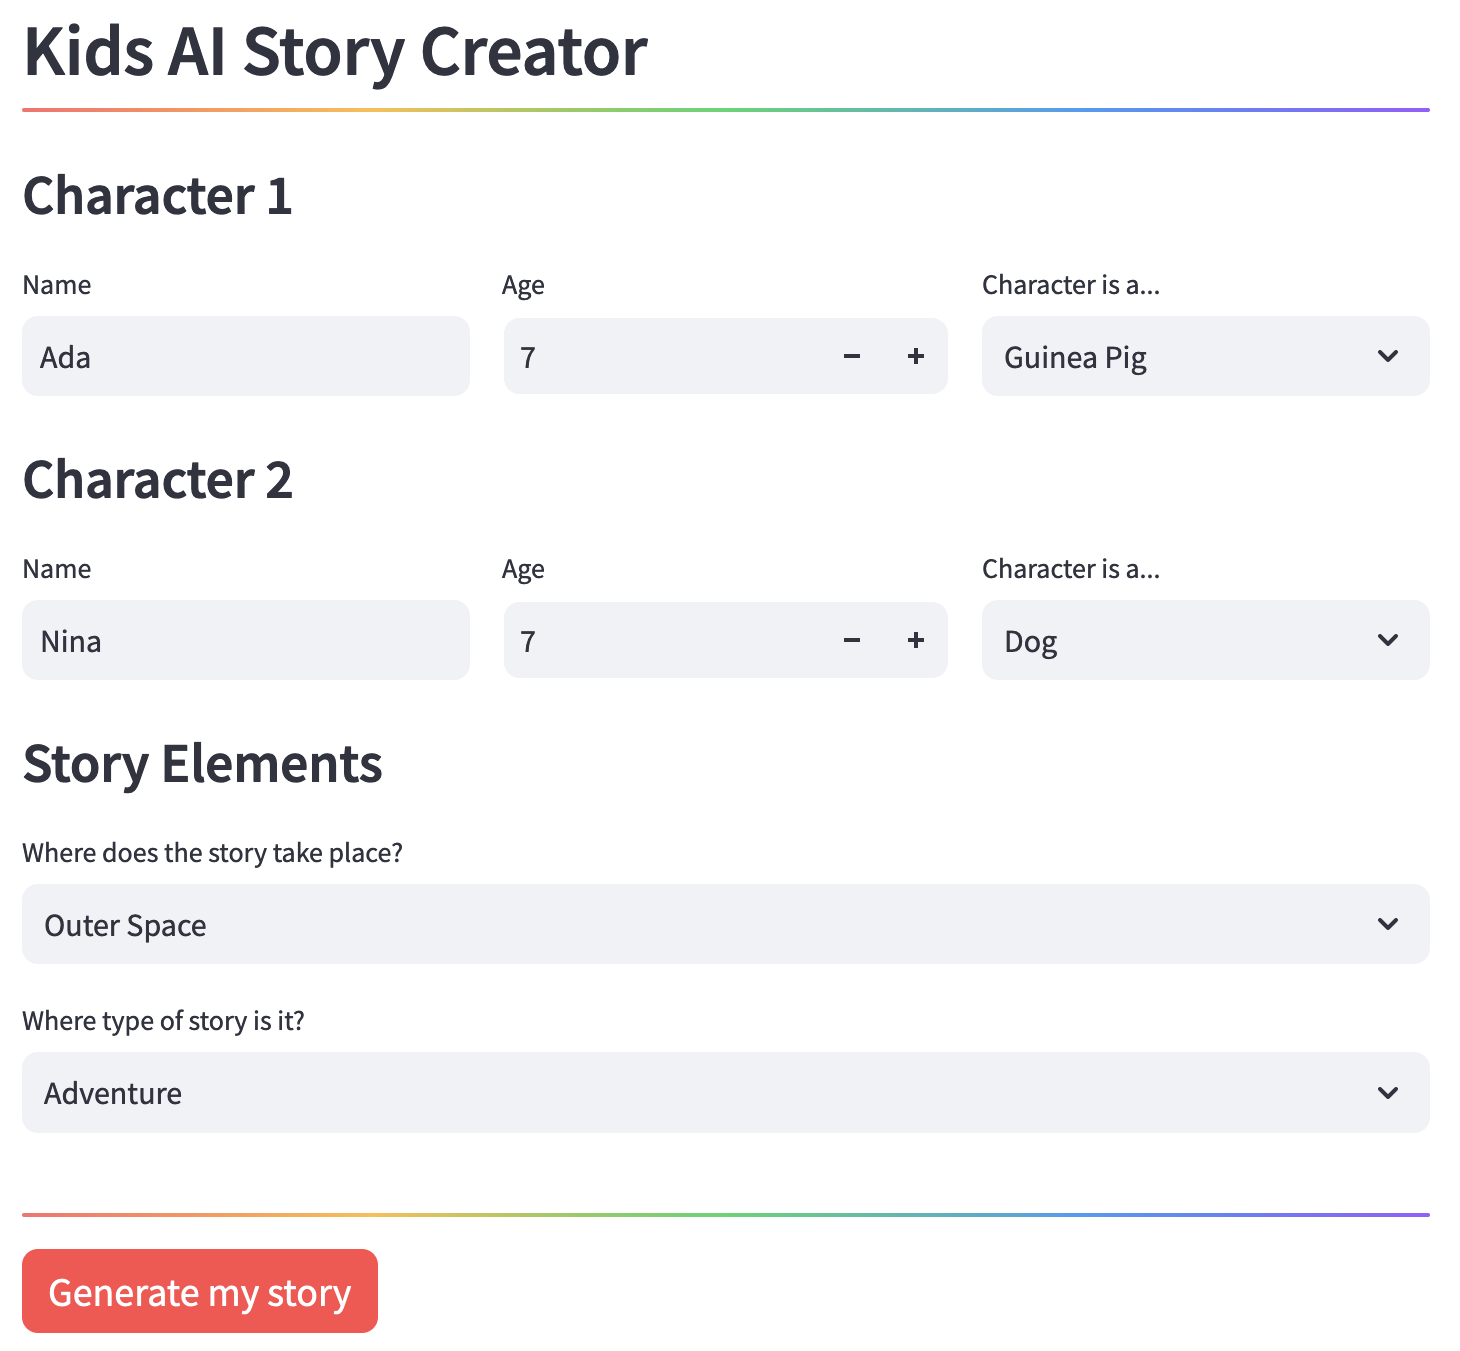 Kids AI Story Creator
Character 1
Name
Age
Character is a...
Ada
7
Guinea Pig
Character 2
Name
Age
Character is a...
Nina
7
Dog
Story Elements
Where does the story take place?
Outer Space
Where type of story is it?
Adventure
Generate my story